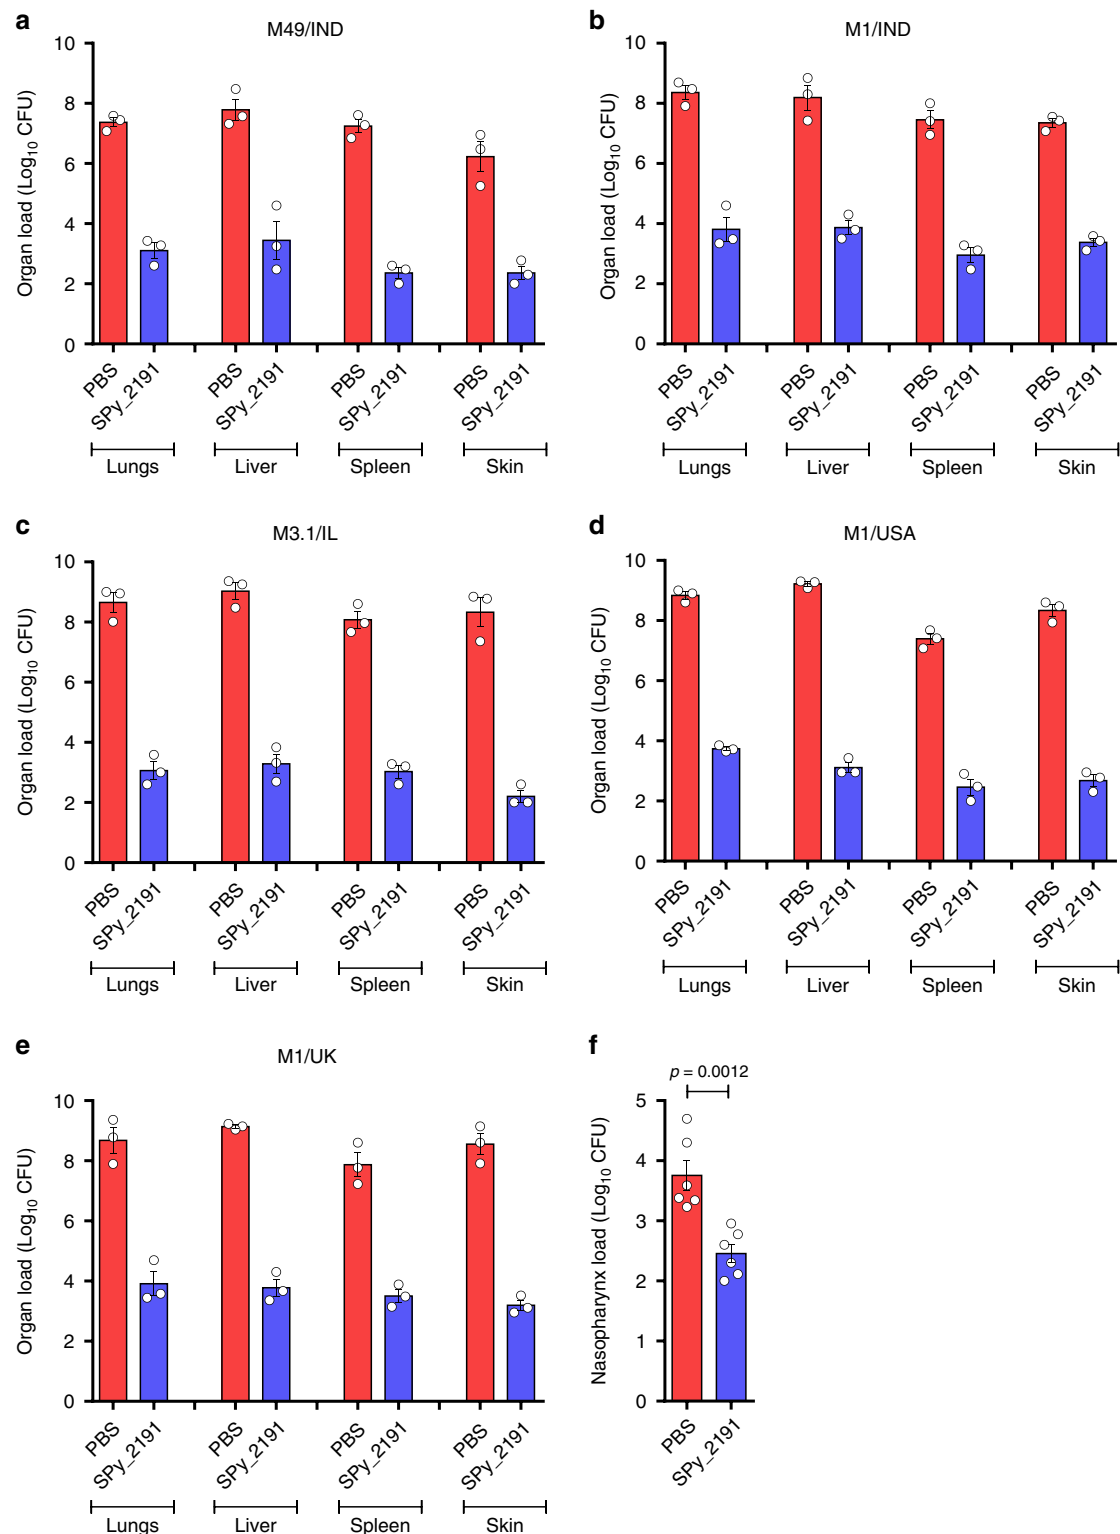 a
M49/IND
Organ load (Log10 CFU)
10
8
6
4
2
0
PBS
SPy_2191
PBS
SPy_2191
PBS
SPy_2191
PBS
SPy_2191
Lungs
Liver
Spleen
Skin
b
M1/IND
Organ load (Log10 CFU)
10
8
6
4
2
0
PBS
SPy_2191
PBS
SPy_2191
PBS
SPy_2191
PBS
SPy_2191
Lungs
Liver
Spleen
Skin
c
M3.1/IL
Organ load (Log10 CFU)
10
8
6
4
2
0
PBS
SPy_2191
PBS
SPy_2191
PBS
SPy_2191
PBS
SPy_2191
Lungs
Liver
Spleen
Skin
d
M1/USA
Organ load (Log10 CFU)
10
8
6
4
2
0
PBS
SPy_2191
PBS
SPy_2191
PBS
SPy_2191
PBS
SPy_2191
Lungs
Liver
Spleen
Skin
e
M1/UK
Organ load (Log10 CFU)
10
8
6
4
2
0
PBS
SPy_2191
PBS
SPy_2191
PBS
SPy_2191
PBS
SPy_2191
Lungs
Liver
Spleen
Skin
f
p = 0.0012
Nasopharynx load (Log10 CFU)
5
4
3
2
1
0
PBS
SPy_2191